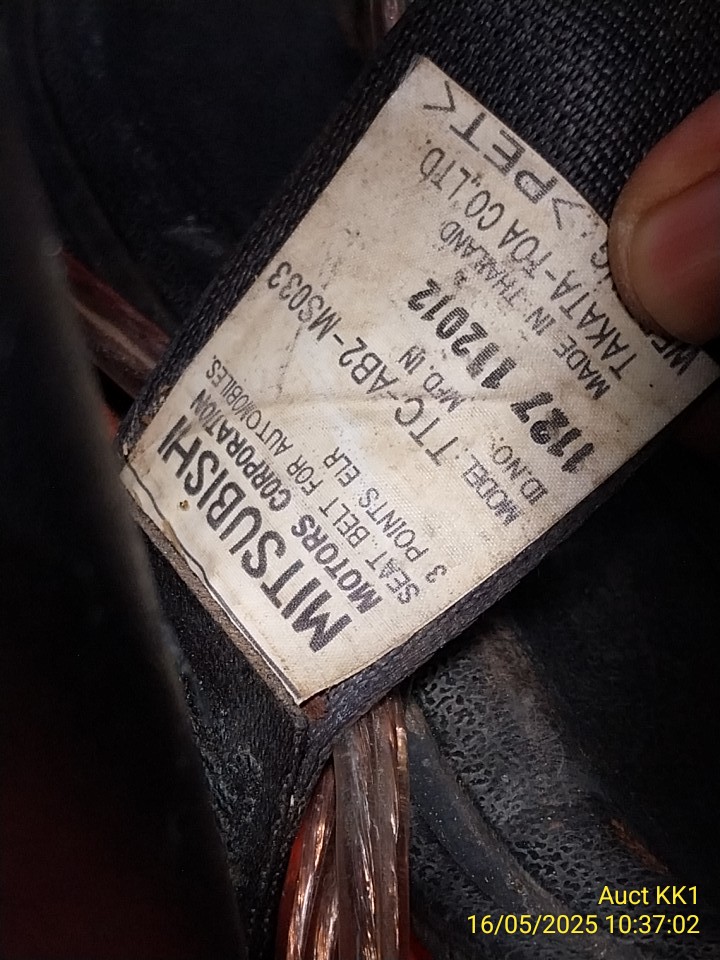 MITSUBISHI
MOTORS CORPORATION
SEAT BELT FOR AUTOMOBILES.
3 POINTS ELR
MODEL. TTC-AB2-MS033
ID.NO. MFD. IN
1127 112012
MADE IN THAILAND
TAKATA-TOA CO.,LTD.
>PET<
Auct KK1
16/05/2025 10:37:02